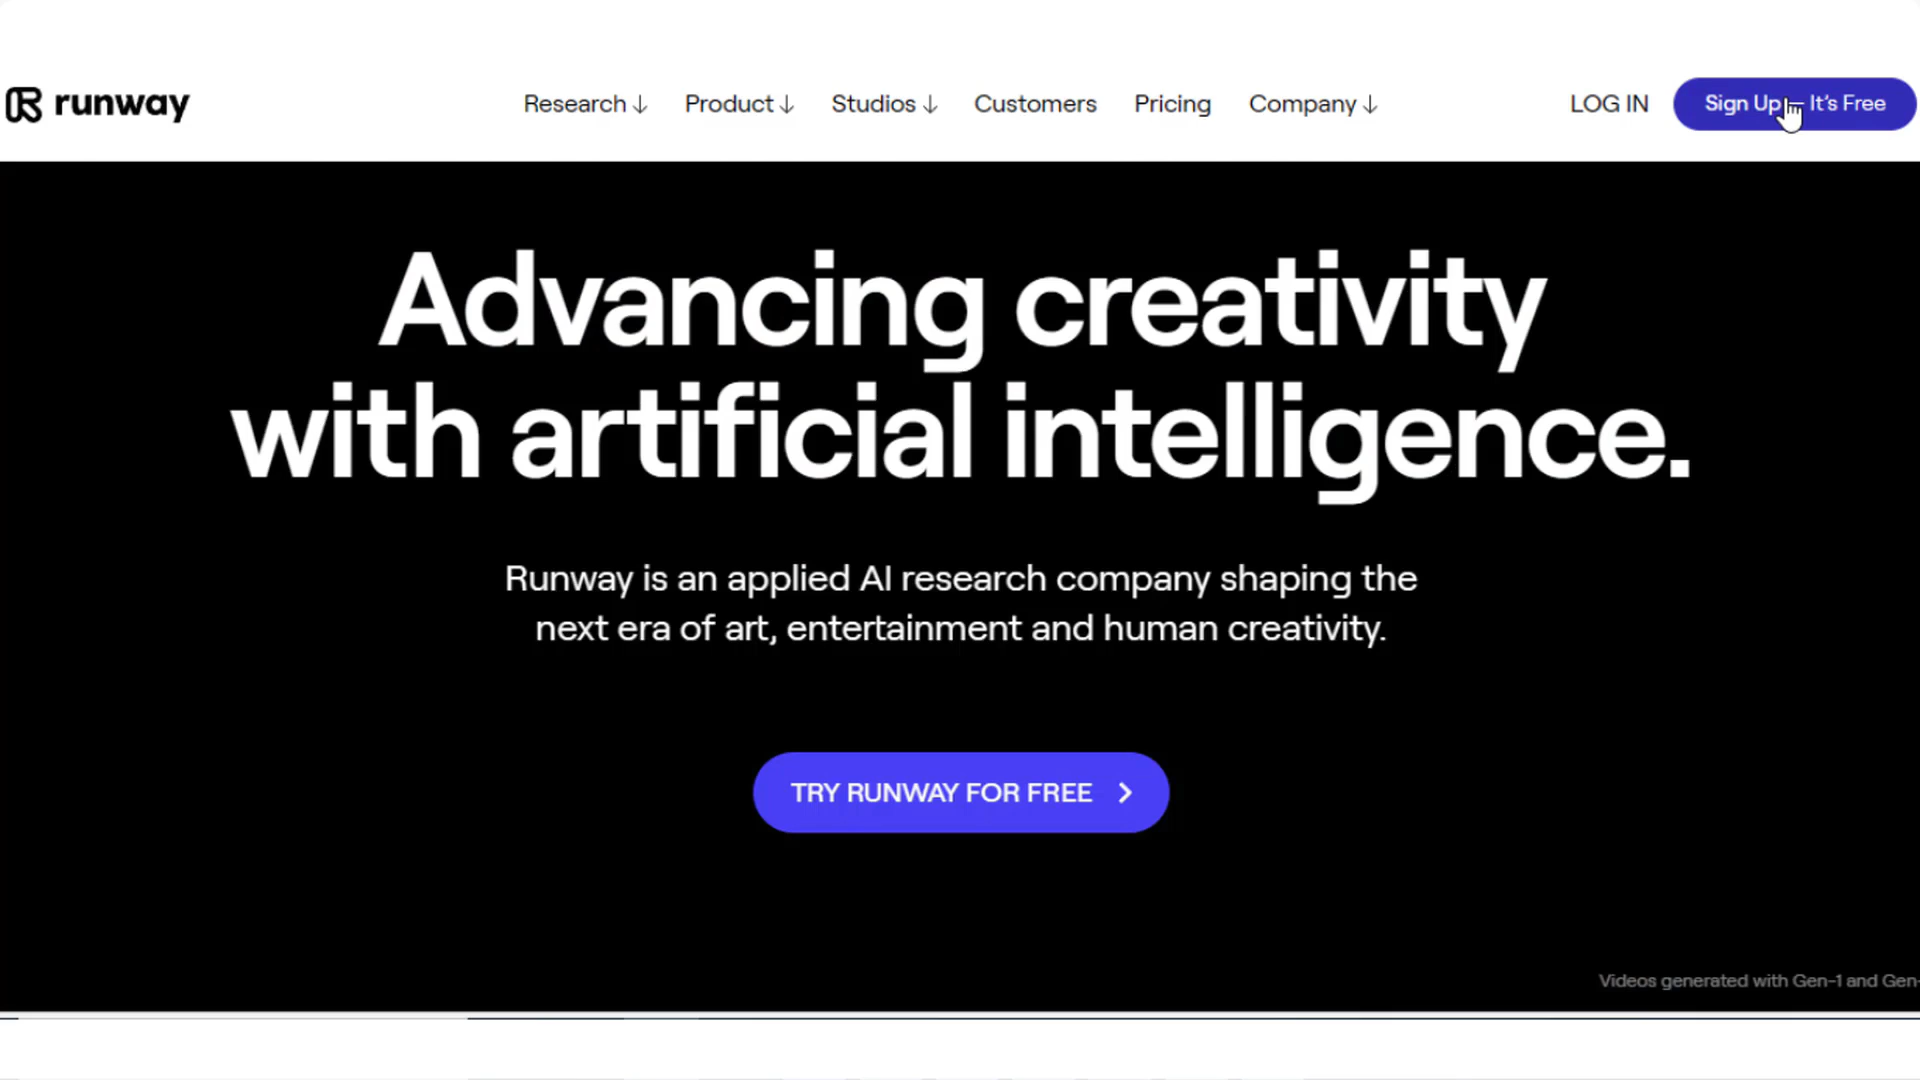 runway
Research ↓ Product ↓ Studios ↓ Customers Pricing Company ↓
LOG IN
Sign Up – It's Free
Advancing creativity
with artificial intelligence.
Runway is an applied AI research company shaping the
next era of art, entertainment and human creativity.
TRY RUNWAY FOR FREE
Videos generated with Gen-1 and Gen-